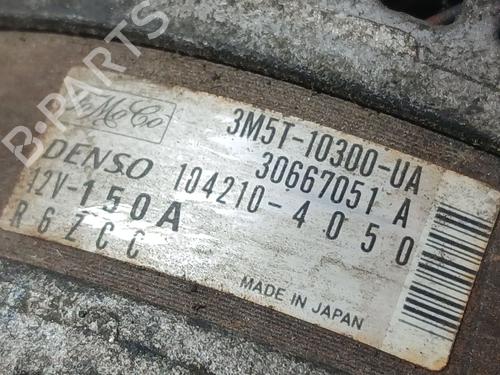 B-PARTS
FoMoCo
3M5T-10300-UA
30667051 A
DENSO 104210-4050
12V-150A
R6ZCC
MADE IN JAPAN